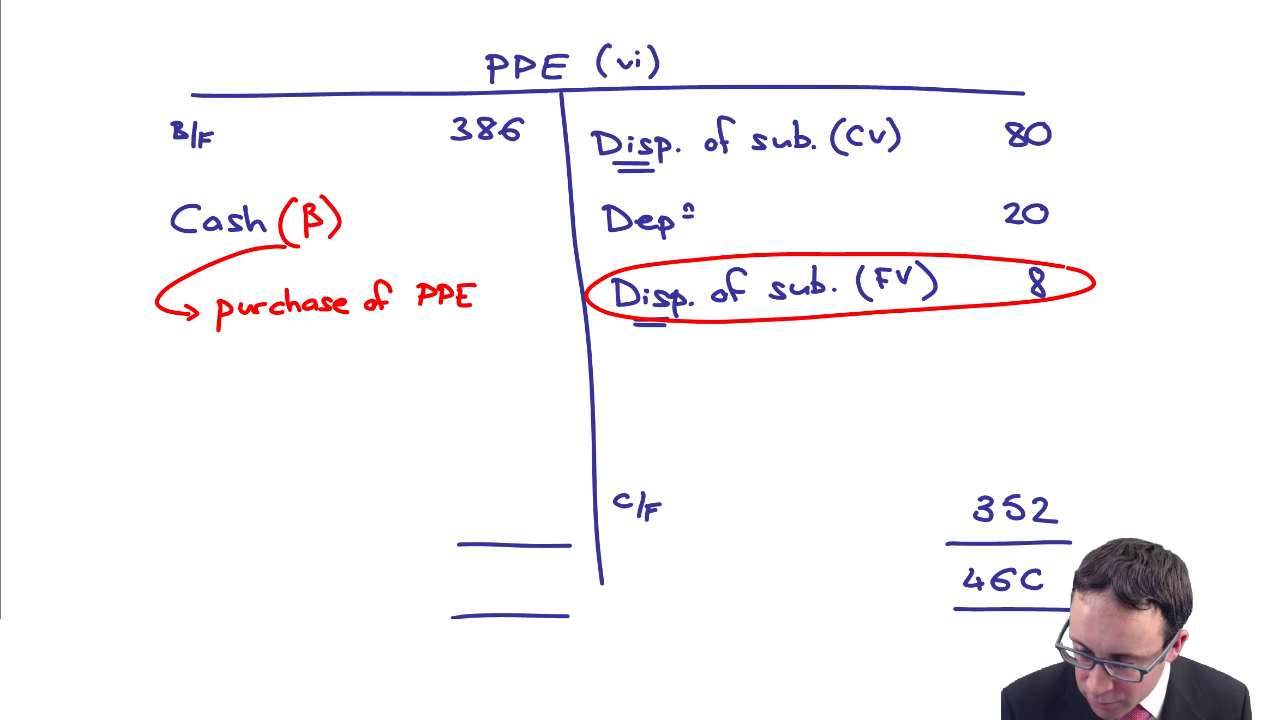 PPE (vi)
B/F 386 Disp. of sub. (CV) 80
Cash (β) Depⁿ 20
purchase of PPE Disp. of sub. (FV) 8
C/F 352
46C